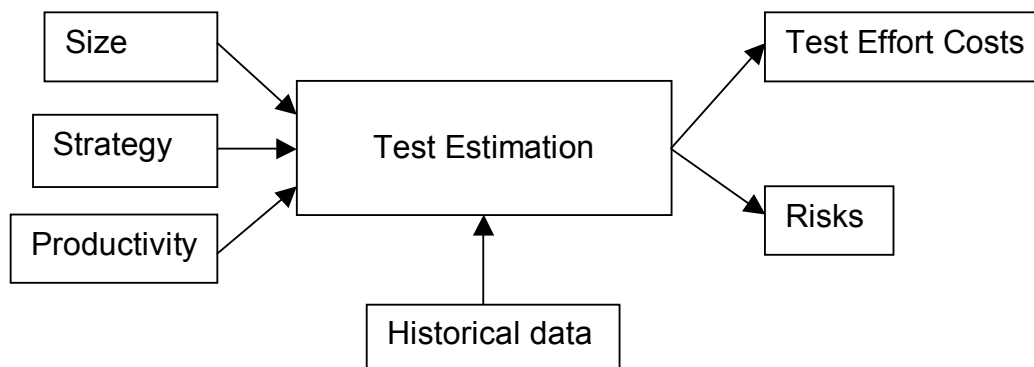 Size
Test Effort Costs
Strategy
Test Estimation
Productivity
Risks
Historical data